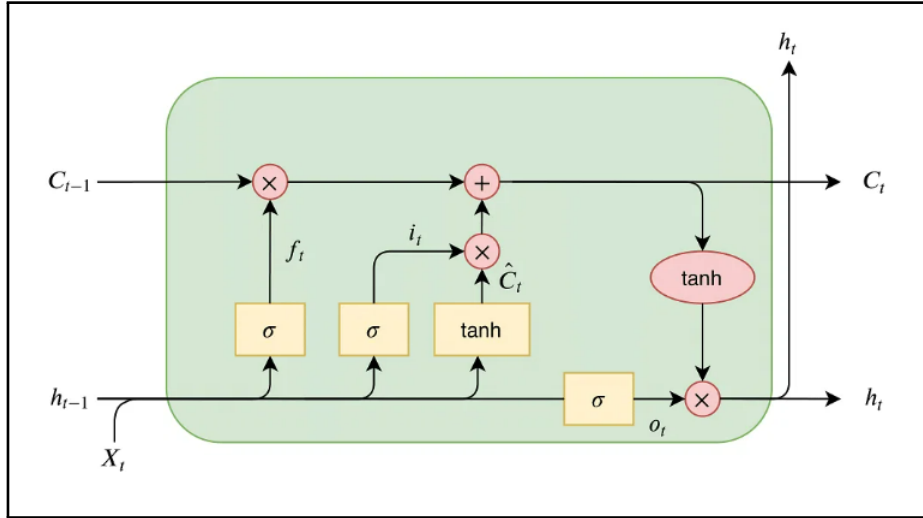 h_t
C_{t−1}
×
+
C_t
f_t
i_t
×
Ĉ_t
tanh
σ
σ
tanh
h_{t−1}
σ
o_t
×
h_t
X_t